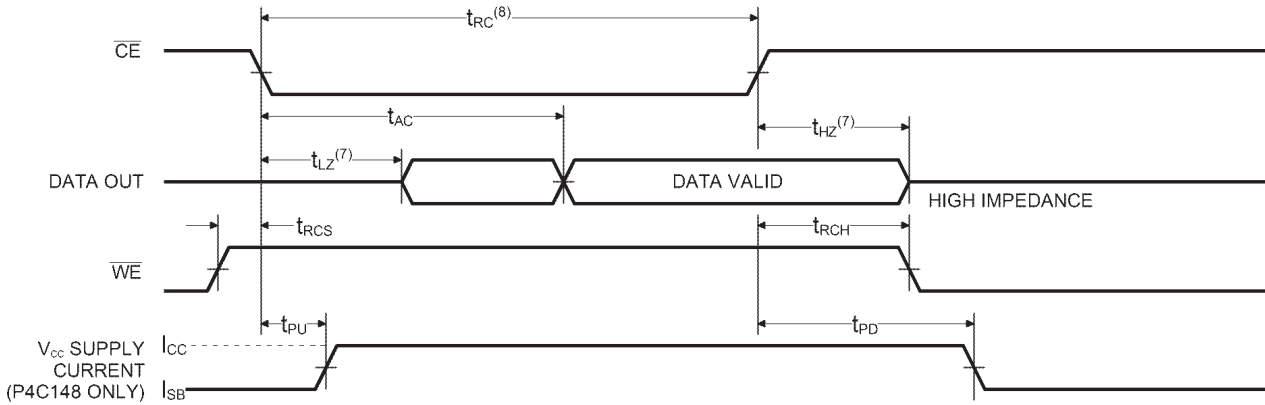 tRC(8)
CE
tAC
tHZ(7)
tLZ(7)
DATA OUT
DATA VALID
HIGH IMPEDANCE
tRCS
tRCH
WE
tPU
tPD
VCC SUPPLY
CURRENT
(P4C148 ONLY)
ICC
ISB